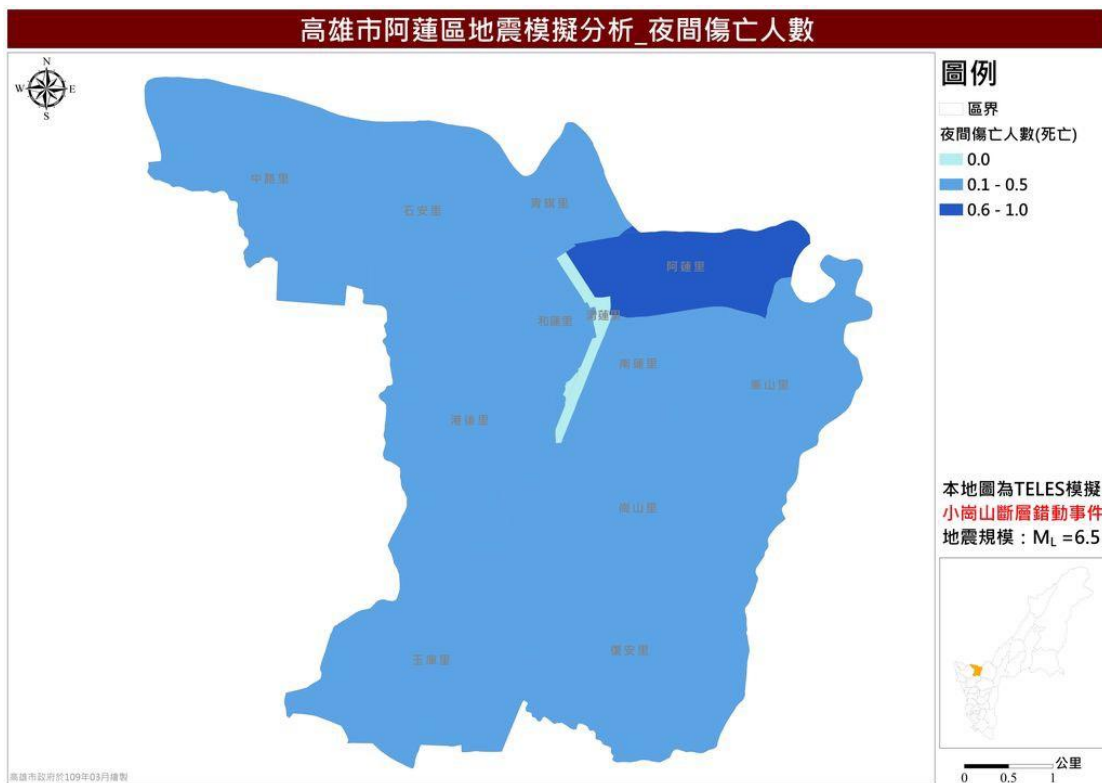 高雄市阿蓮區地震模擬分析_夜間傷亡人數
N
W E
S
圖例
區界
夜間傷亡人數(死亡)
0.0
0.1 - 0.5
0.6 - 1.0
中路里
石安里
青旗里
阿蓮里
和蓮里
清蓮里
南蓮里
峯山里
港後里
崗山里
玉庫里
復安里
本地圖為TELES模擬
小崗山斷層錯動事件
地震規模：ML =6.5
公里
0 0.5 1
高雄市政府於109年03月繪製